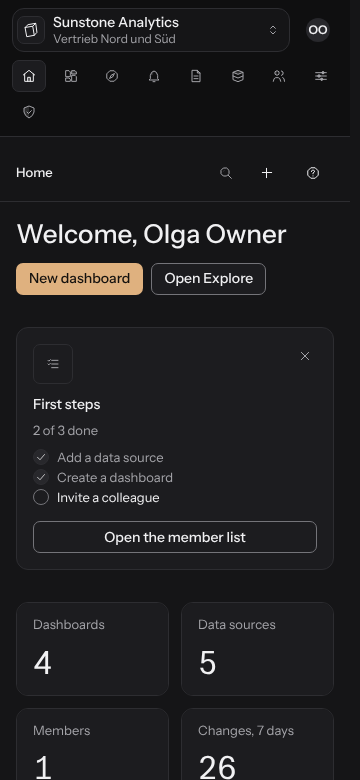 Sunstone Analytics
Vertrieb Nord und Süd
OO
Home
Welcome, Olga Owner
New dashboard
Open Explore
First steps
2 of 3 done
Add a data source
Create a dashboard
Invite a colleague
Open the member list
Dashboards
Data sources
4
5
Members
Changes, 7 days
1
26